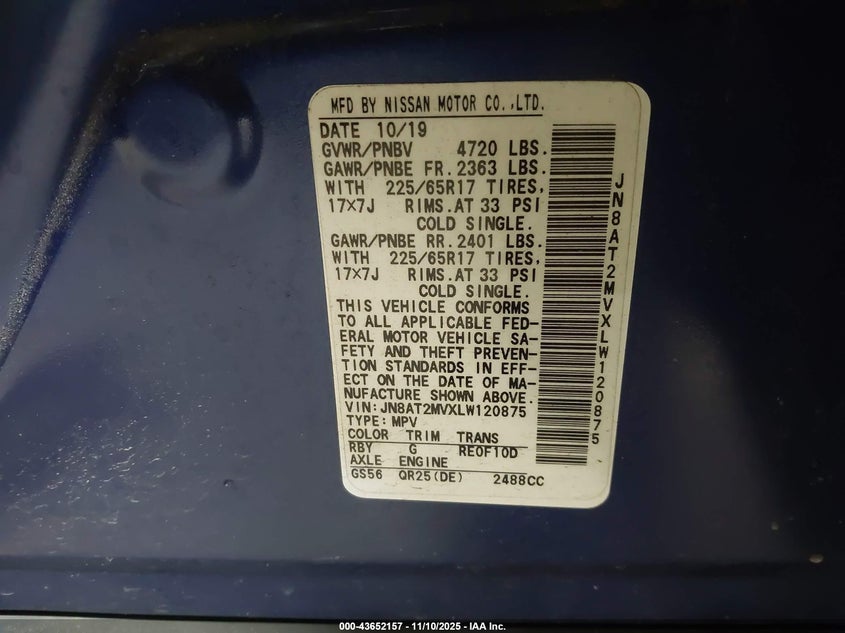 MFD BY NISSAN MOTOR CO.,LTD.
DATE 10/19
GVWR/PNBV 4720 LBS.
GAWR/PNBE FR. 2363 LBS.
WITH 225/65R17 TIRES,
17×7J RIMS. AT 33 PSI
COLD SINGLE.
GAWR/PNBE RR. 2401 LBS.
WITH 225/65R17 TIRES,
17×7J RIMS. AT 33 PSI
COLD SINGLE.
THIS VEHICLE CONFORMS
TO ALL APPLICABLE FED-
ERAL MOTOR VEHICLE SA-
FETY AND THEFT PREVEN-
TION STANDARDS IN EFF-
ECT ON THE DATE OF MA-
NUFACTURE SHOWN ABOVE.
VIN:JN8AT2MVXLW120875
TYPE:MPV
COLOR TRIM TRANS
RBY G RE0F10D
AXLE ENGINE
GS56 QR25(DE) 2488CC
JN8AT2MVXLW120875
000-43652157 - 11/10/2025 - IAA Inc.